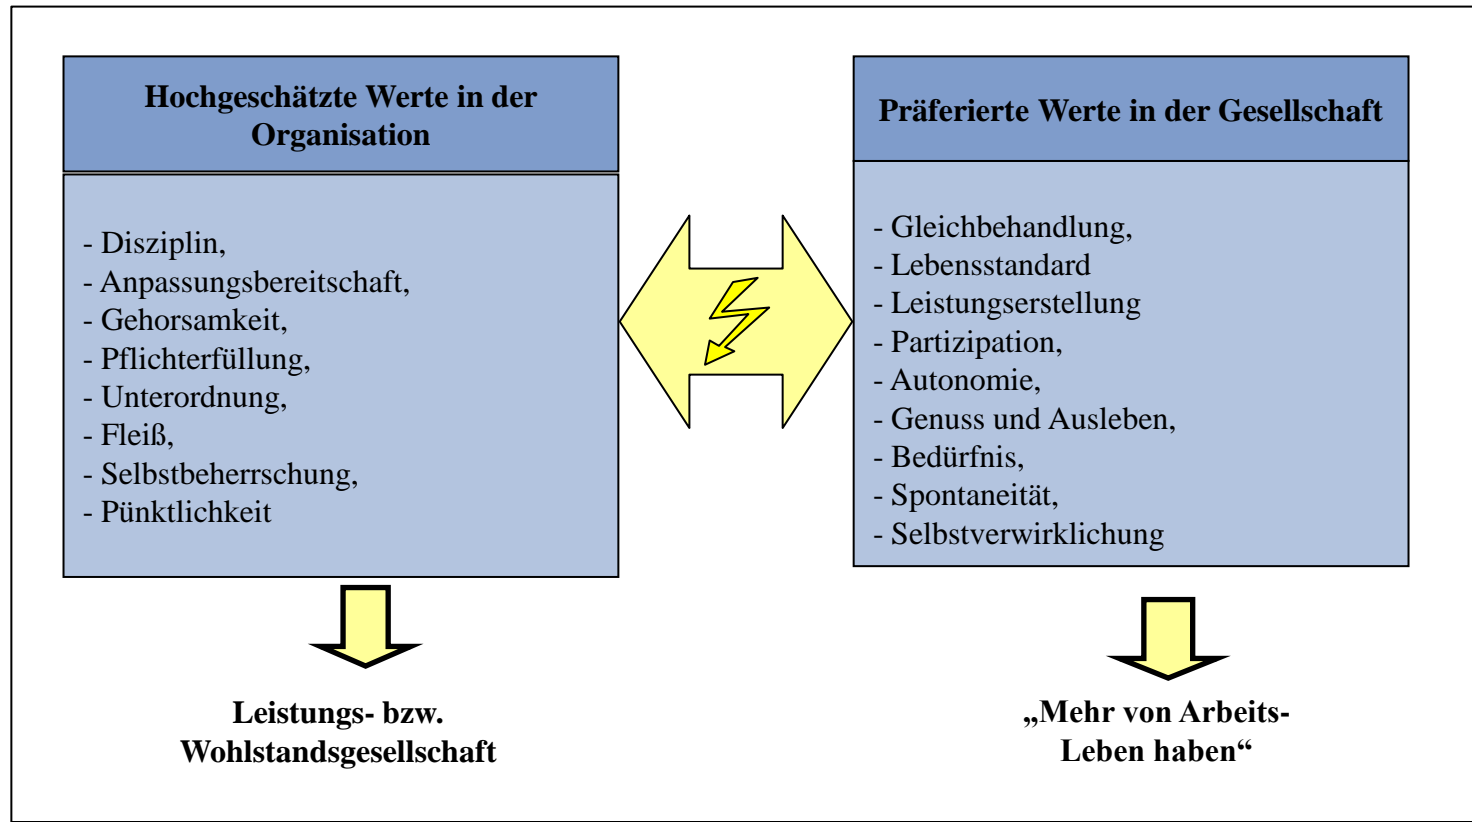 Hochgeschätzte Werte in der
Organisation
- Disziplin,
- Anpassungsbereitschaft,
- Gehorsamkeit,
- Pflichterfüllung,
- Unterordnung,
- Fleiß,
- Selbstbeherrschung,
- Pünktlichkeit
Leistungs- bzw.
Wohlstandsgesellschaft
Präferierte Werte in der Gesellschaft
- Gleichbehandlung,
- Lebensstandard
- Leistungserstellung
- Partizipation,
- Autonomie,
- Genuss und Ausleben,
- Bedürfnis,
- Spontaneität,
- Selbstverwirklichung
„Mehr von Arbeits-
Leben haben“